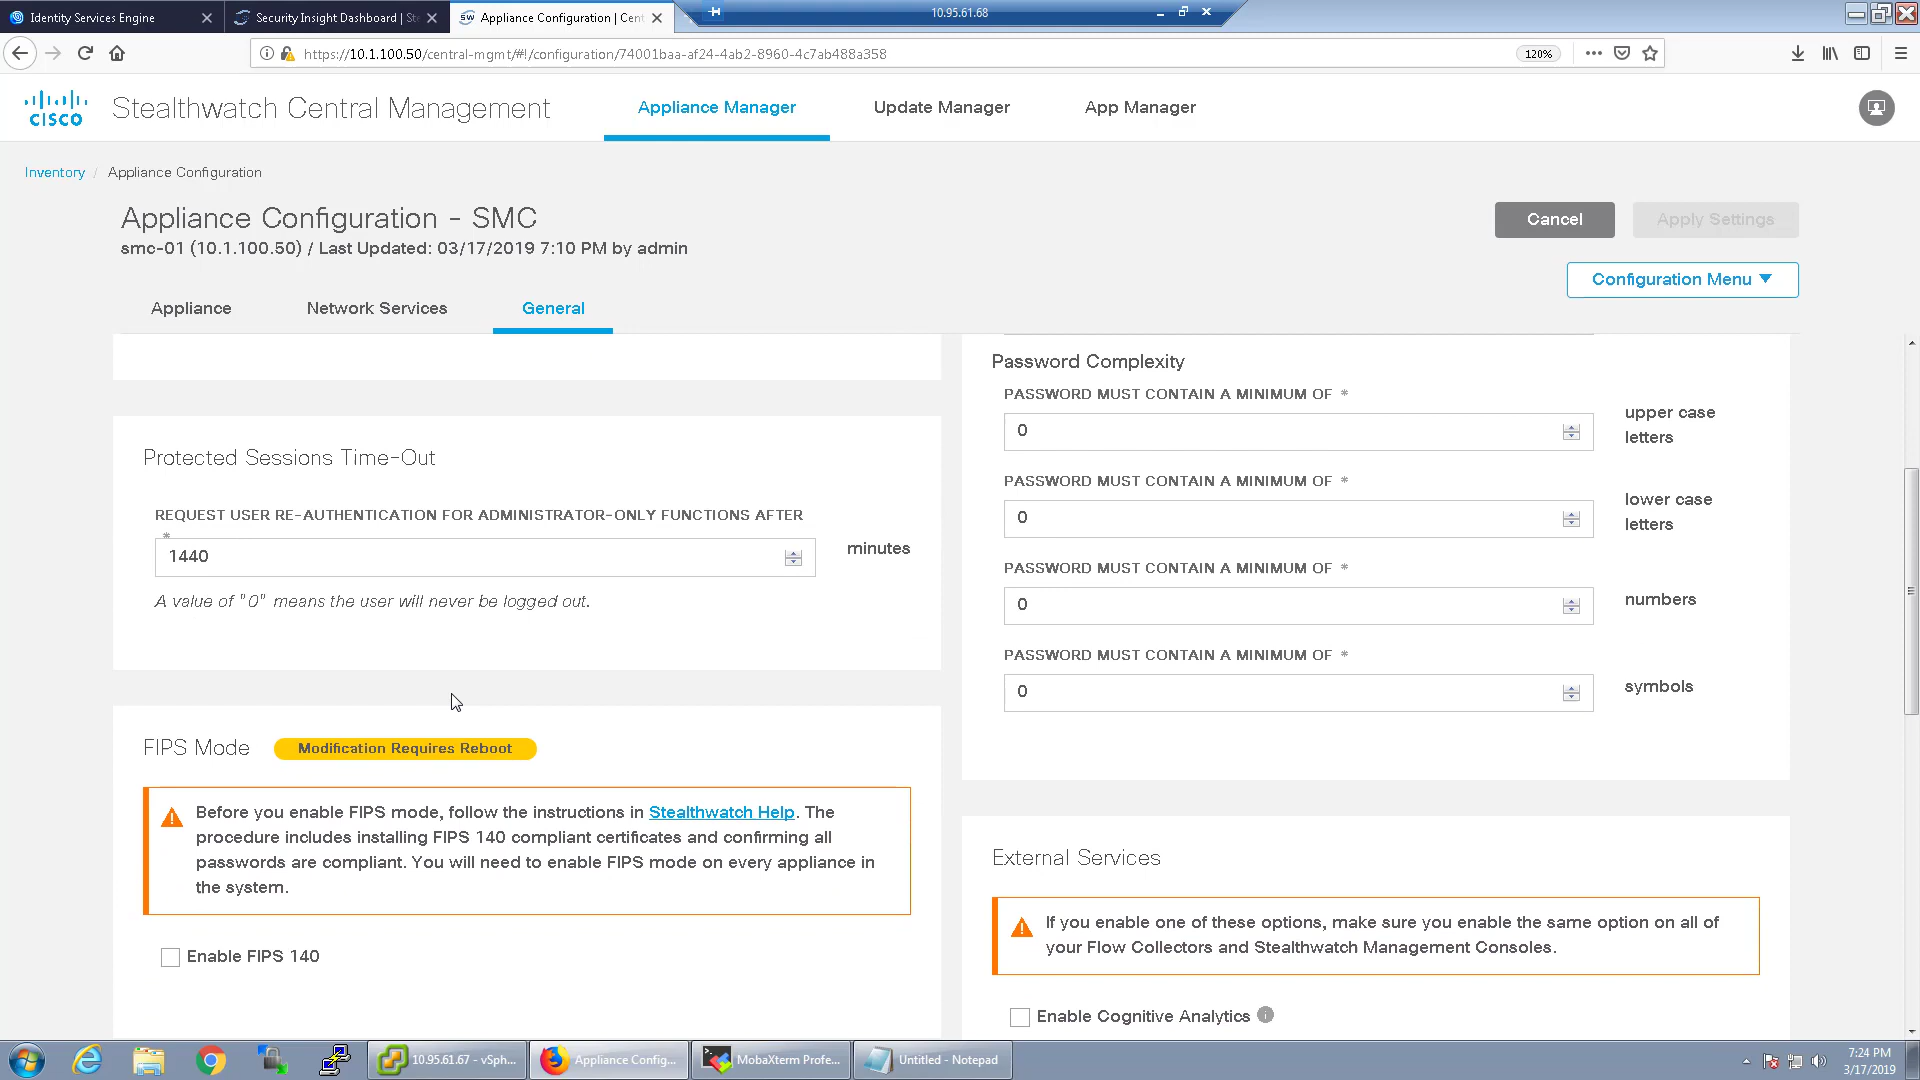 Identity Services Engine
Security Insight Dashboard | St
Appliance Configuration | Cent
10.95.61.68
https://10.1.100.50/central-mgmt/#!/configuration/74001baa-af24-4ab2-8960-4c7ab488a358
120%
CISCO
Stealthwatch Central Management
Appliance Manager
Update Manager
App Manager
Inventory / Appliance Configuration
Appliance Configuration - SMC
smc-01 (10.1.100.50) / Last Updated: 03/17/2019 7:10 PM by admin
Cancel
Apply Settings
Configuration Menu
Appliance
Network Services
General
Protected Sessions Time-Out
REQUEST USER RE-AUTHENTICATION FOR ADMINISTRATOR-ONLY FUNCTIONS AFTER
*
1440
minutes
A value of "0" means the user will never be logged out.
FIPS Mode
Modification Requires Reboot
Before you enable FIPS mode, follow the instructions in Stealthwatch Help. The
procedure includes installing FIPS 140 compliant certificates and confirming all
passwords are compliant. You will need to enable FIPS mode on every appliance in
the system.
Enable FIPS 140
Password Complexity
PASSWORD MUST CONTAIN A MINIMUM OF *
0
upper case
letters
PASSWORD MUST CONTAIN A MINIMUM OF *
0
lower case
letters
PASSWORD MUST CONTAIN A MINIMUM OF *
0
numbers
PASSWORD MUST CONTAIN A MINIMUM OF *
0
symbols
External Services
If you enable one of these options, make sure you enable the same option on all of
your Flow Collectors and Stealthwatch Management Consoles.
Enable Cognitive Analytics
10.95.61.67 - vSph...
Appliance Config...
MobaXterm Profe...
Untitled - Notepad
7:24 PM
3/17/2019